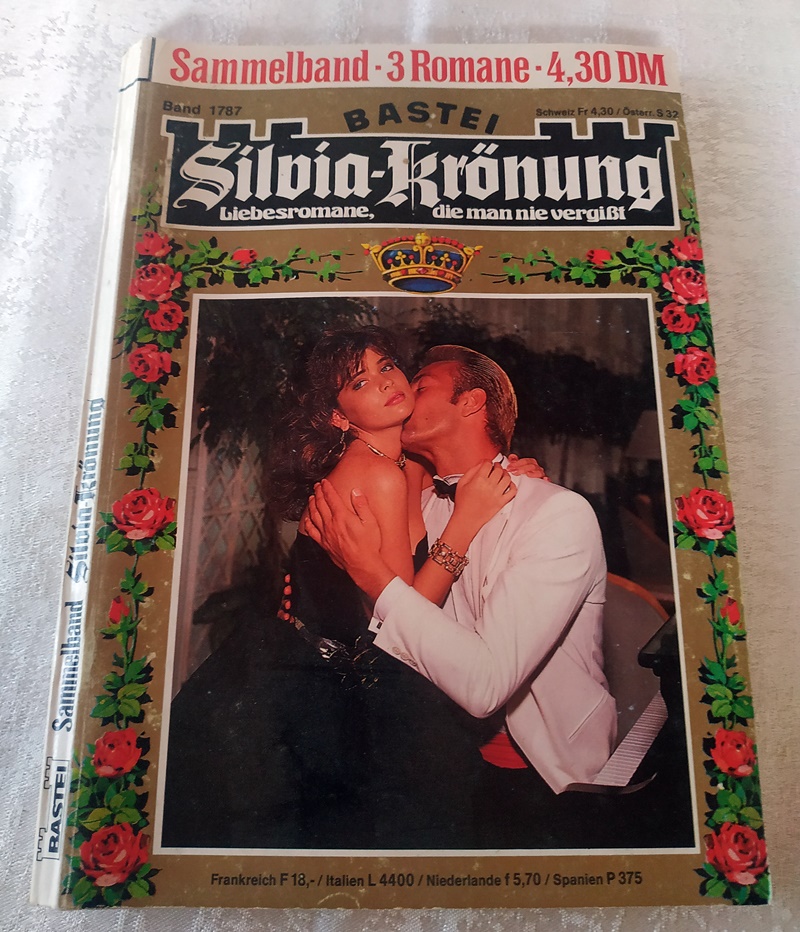 Sammelband · 3 Romane · 4,30 DM
Band 1787
BASTEI
Schweiz Fr 4,30 / Österr. S 32
Silvia-Krönung
Liebesromane, die man nie vergißt
Frankreich F 18,- / Italien L 4400 / Niederlande f 5,70 / Spanien P 375
BASTEI Sammelband Silvia-Krönung